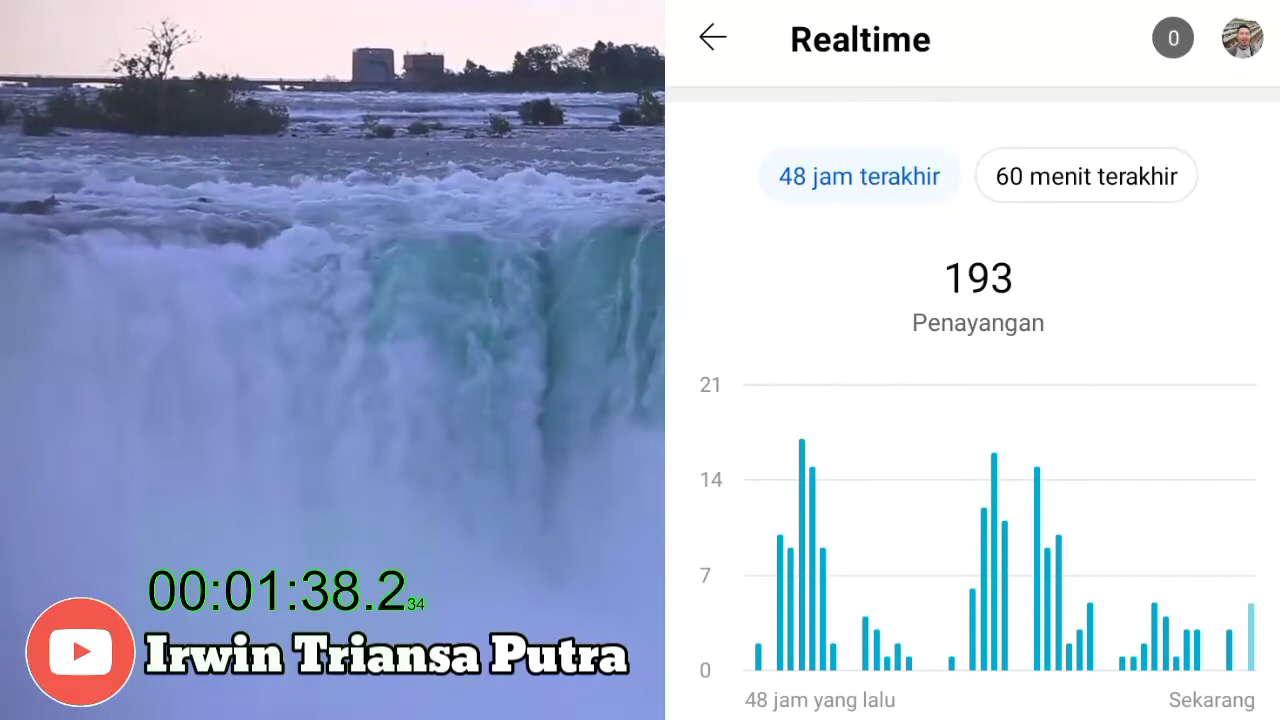 Realtime
0
48 jam terakhir
60 menit terakhir
193
Penayangan
21
14
7
0
48 jam yang lalu
Sekarang
00:01:38.234
Irwin Triansa Putra